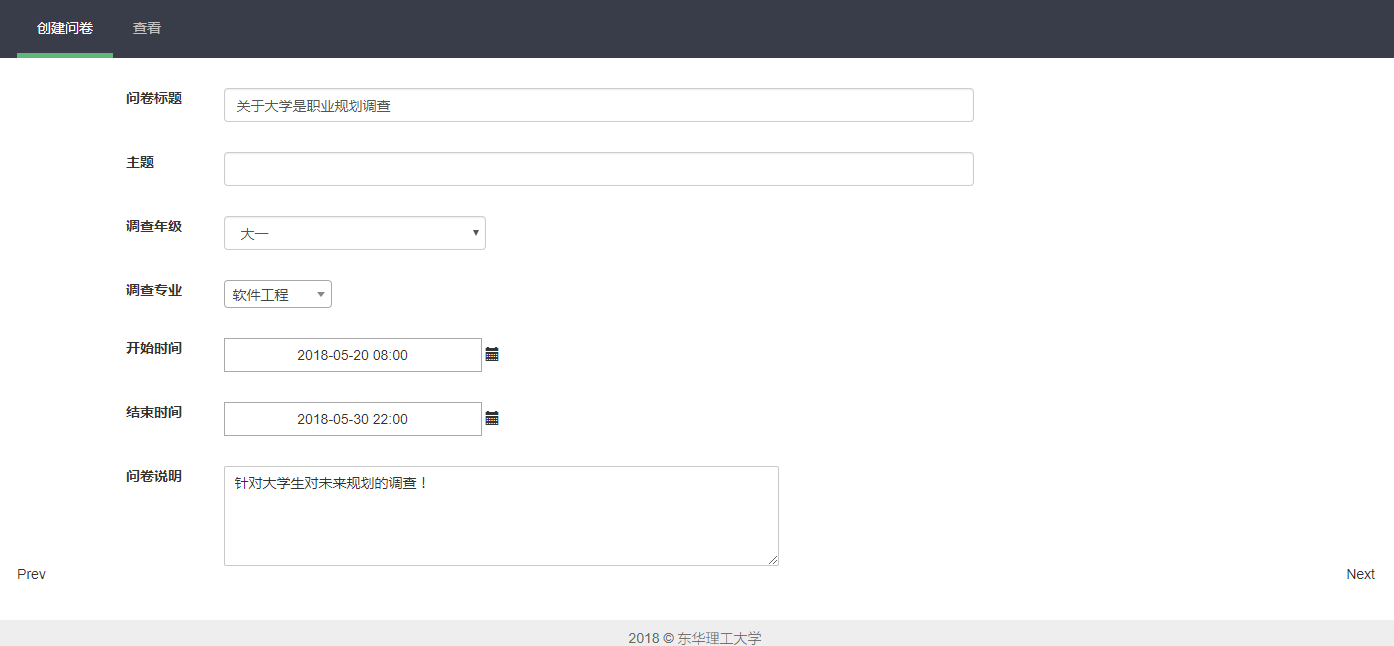 创建问卷 查看
问卷标题 关于大学是职业规划调查
主题
调查年级 大一
调查专业 软件工程
开始时间 2018-05-20 08:00
结束时间 2018-05-30 22:00
问卷说明 针对大学生对未来规划的调查！
Prev Next
2018 © 东华理工大学